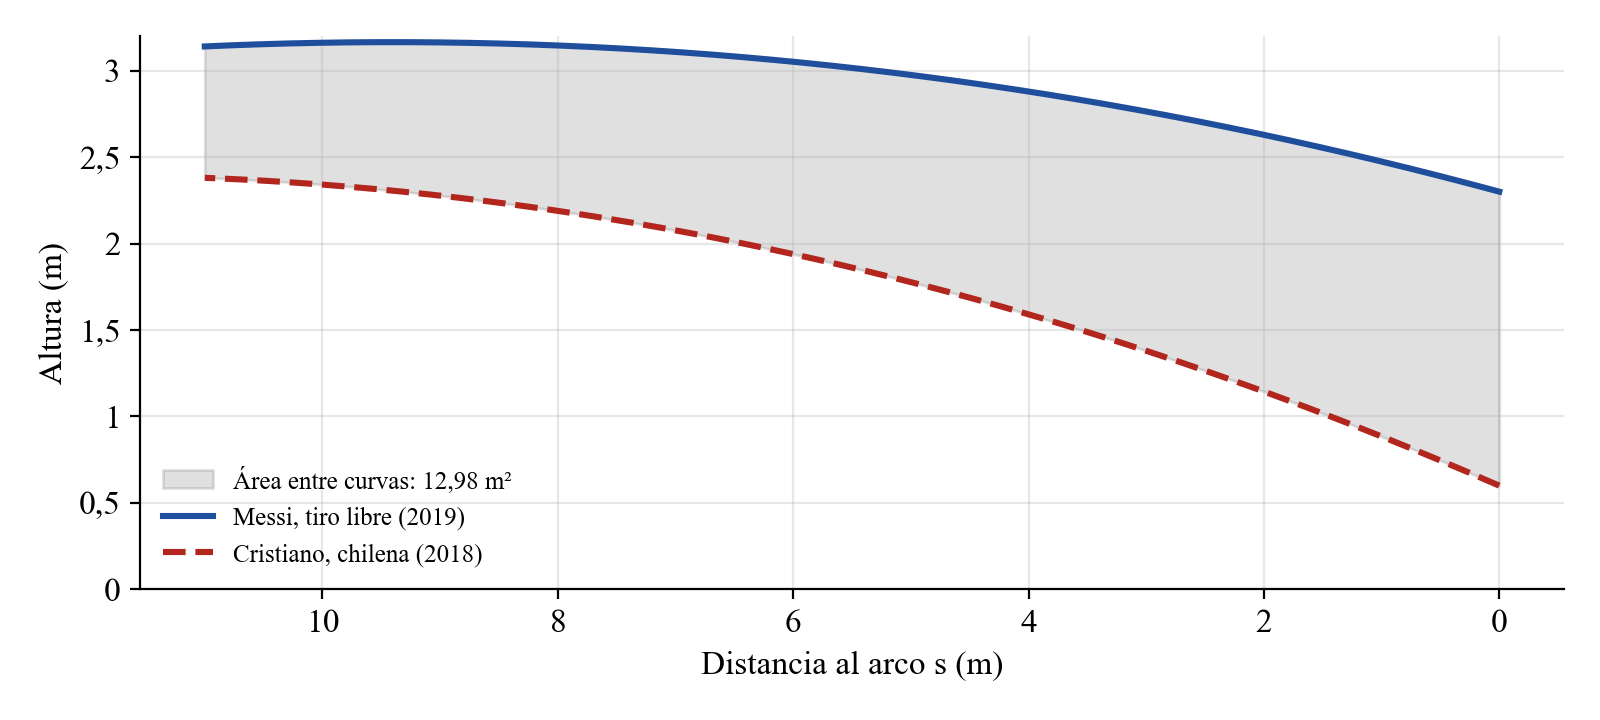 3
2,5
2
1,5
1
0,5
0
Altura (m)
Área entre curvas: 12,98 m²
Messi, tiro libre (2019)
Cristiano, chilena (2018)
10 8 6 4 2 0
Distancia al arco s (m)